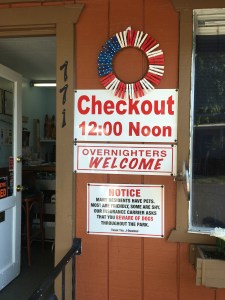 771
Checkout
12:00 Noon
OVERNIGHTERS
WELCOME
NOTICE
MANY RESIDENTS HAVE PETS.
MOST ARE FRIENDLY, SOME ARE SHY.
OUR INSURANCE CARRIER ASKS
THAT YOU BEWARE OF DOGS
THROUGHOUT THE PARK.